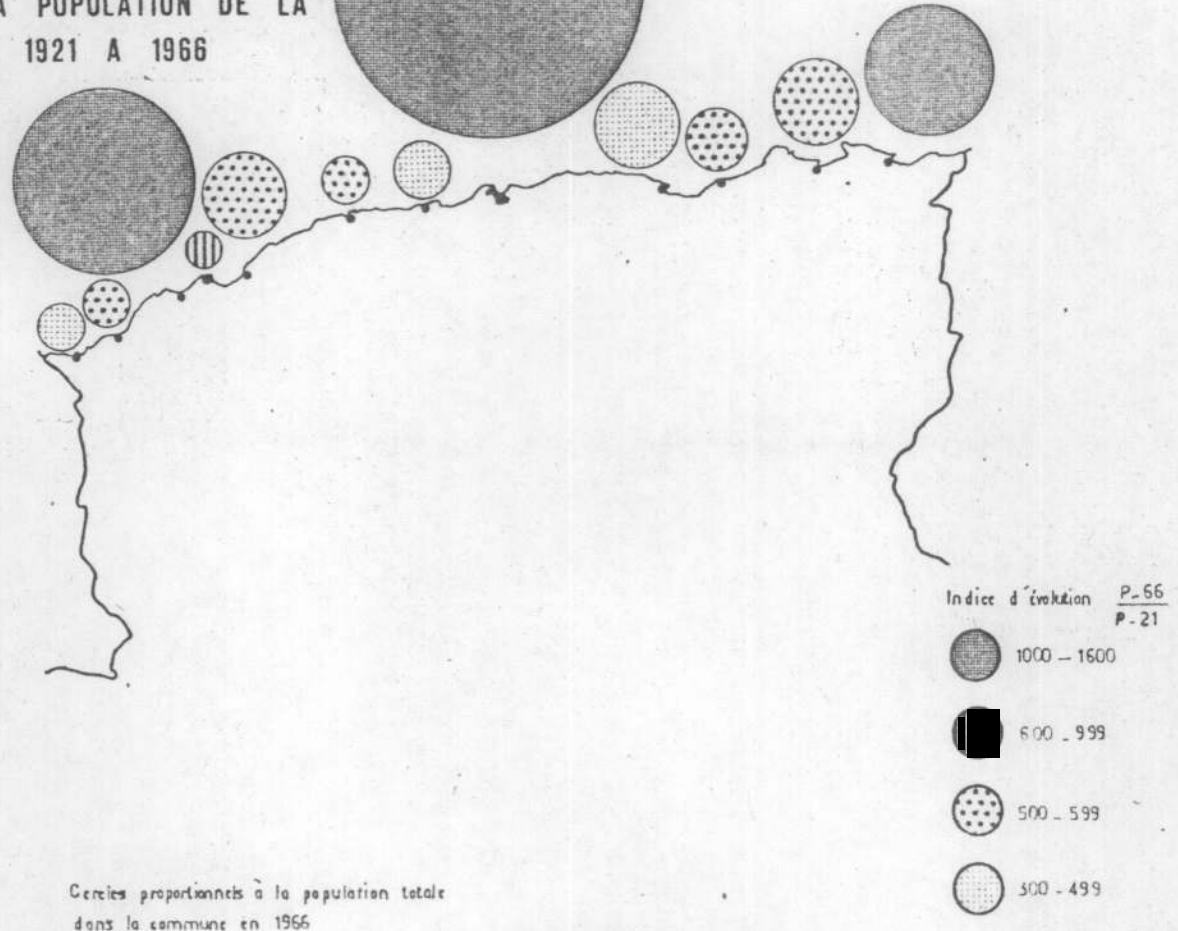 A POPULATION DE LA
1921 A 1966
Indice d'évolution P-66
P-21
1000 - 1600
600 - 999
500 - 599
300 - 499
Cercles proportionnels à la population totale
dans la commune en 1966